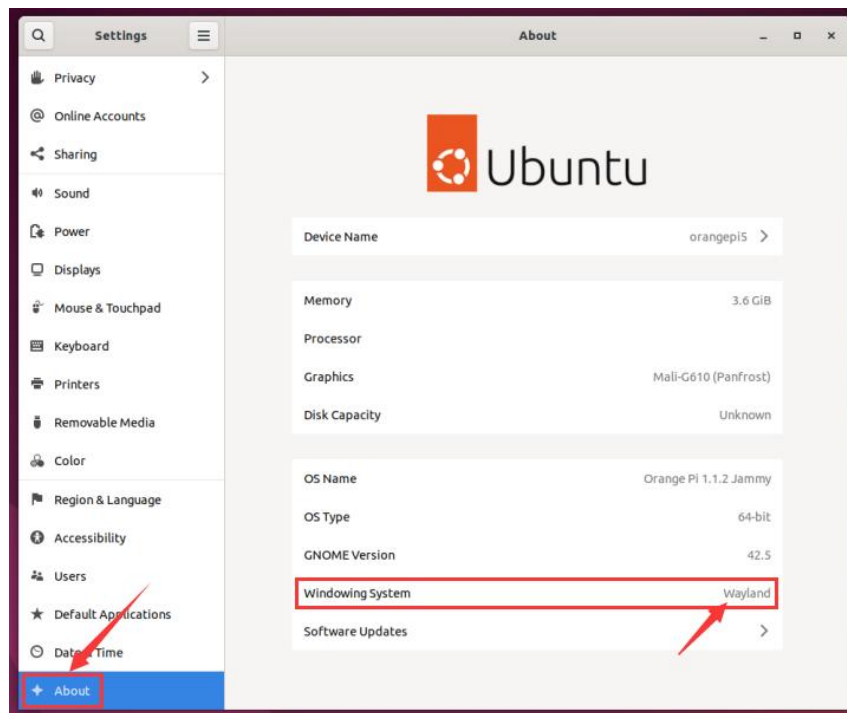 Settings
About
Privacy
Online Accounts
Sharing
Sound
Power
Displays
Mouse & Touchpad
Keyboard
Printers
Removable Media
Color
Region & Language
Accessibility
Users
Default Applications
Date & Time
About
Ubuntu
Device Name orangepi5
Memory 3.6 GiB
Processor
Graphics Mali-G610 (Panfrost)
Disk Capacity Unknown
OS Name Orange Pi 1.1.2 Jammy
OS Type 64-bit
GNOME Version 42.5
Windowing System Wayland
Software Updates